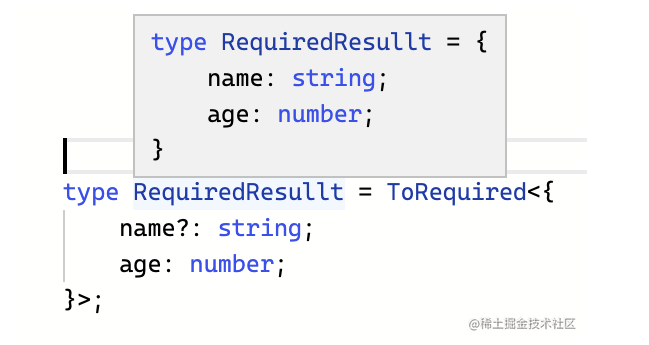 type RequiredResullt = {
    name: string;
    age: number;
}
type RequiredResullt = ToRequired<{
    name?: string;
    age: number;
}>;
@稀土掘金技术社区